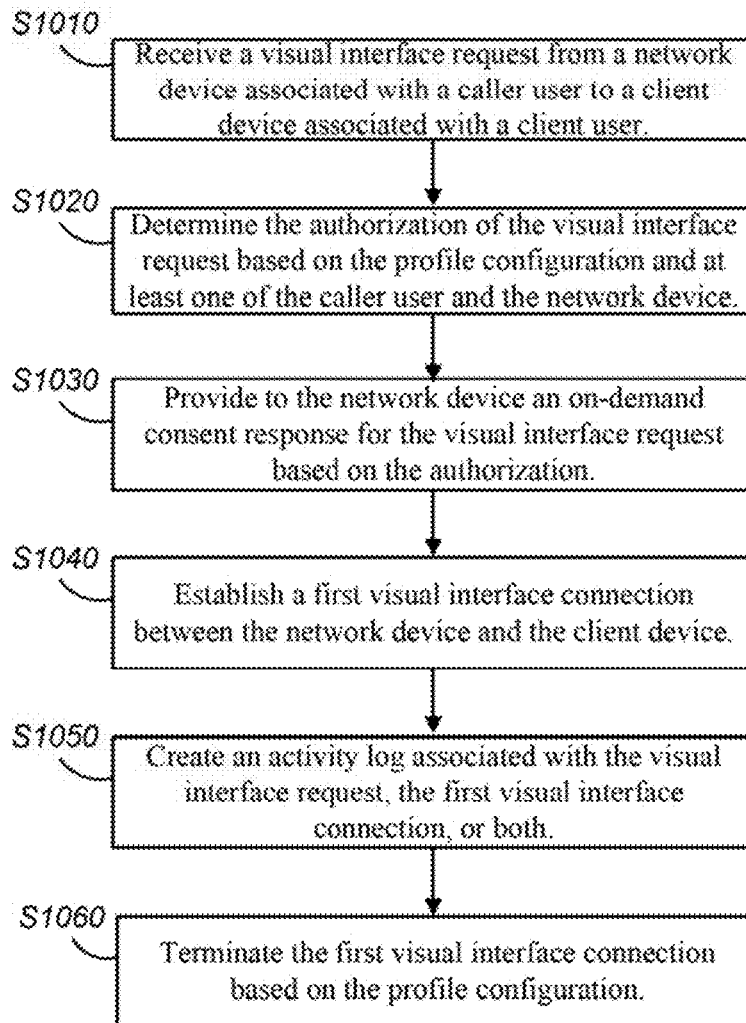 S1010
Receive a visual interface request from a network
device associated with a caller user to a client
device associated with a client user.
S1020
Determine the authorization of the visual interface
request based on the profile configuration and at
least one of the caller user and the network device.
S1030
Provide to the network device an on-demand
consent response for the visual interface request
based on the authorization.
S1040
Establish a first visual interface connection
between the network device and the client device.
S1050
Create an activity log associated with the visual
interface request, the first visual interface
connection, or both.
S1060
Terminate the first visual interface connection
based on the profile configuration.